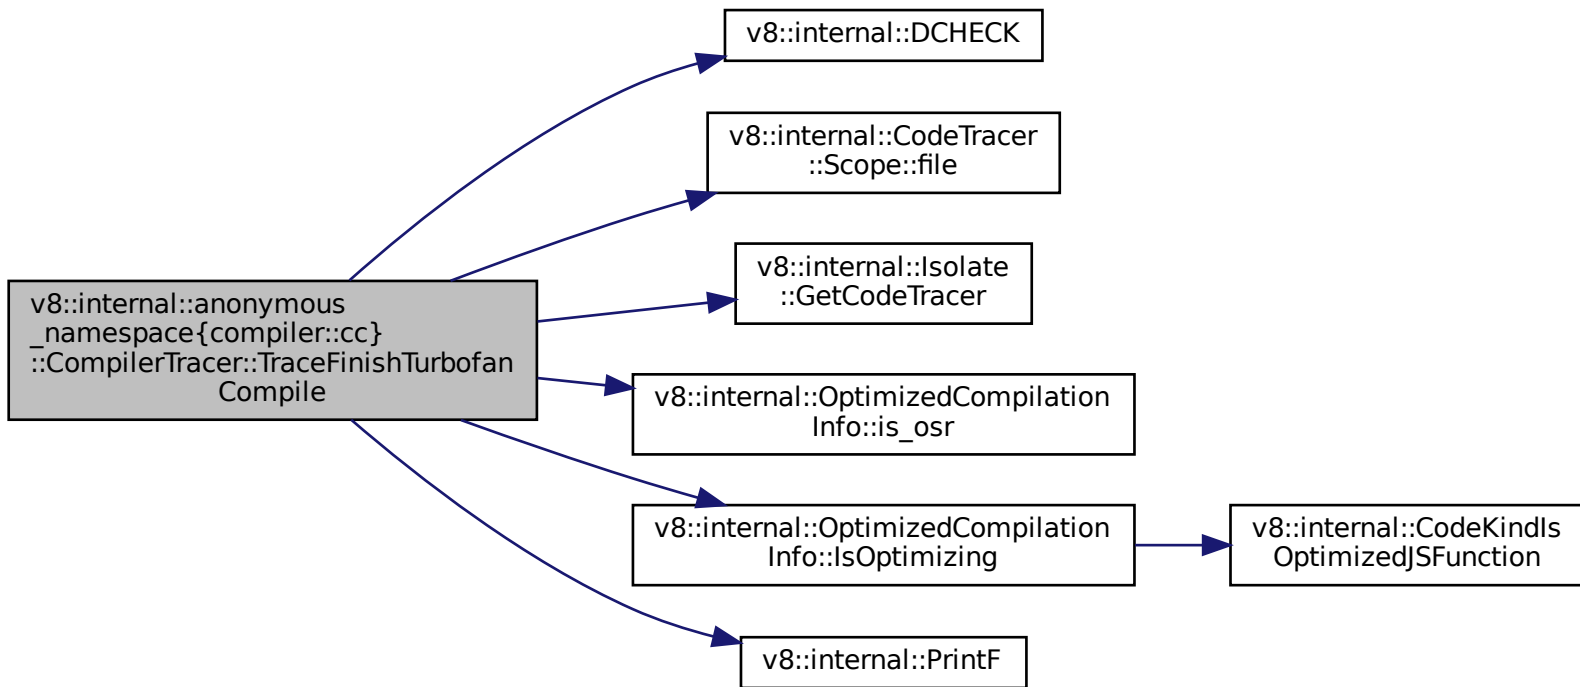 v8::internal::DCHECK
v8::internal::CodeTracer
::Scope::file
v8::internal::Isolate
::GetCodeTracer
v8::internal::anonymous
_namespace{compiler::cc}
::CompilerTracer::TraceFinishTurbofan
Compile
v8::internal::OptimizedCompilation
Info::is_osr
v8::internal::OptimizedCompilation
Info::IsOptimizing
v8::internal::CodeKindIs
OptimizedJSFunction
v8::internal::PrintF